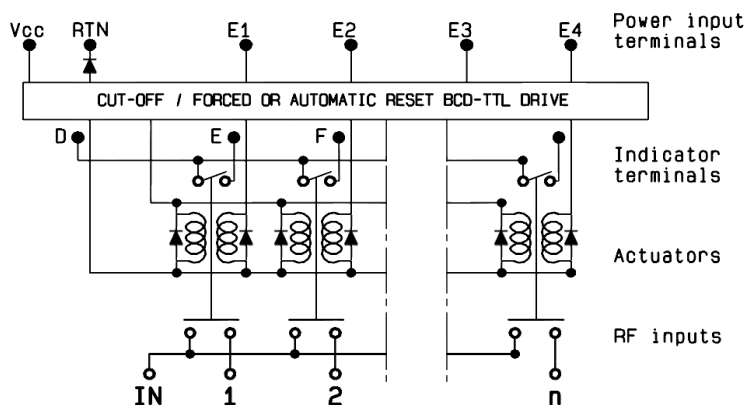 Vcc RTN E1 E2 E3 E4 Power input
terminals
CUT-OFF / FORCED OR AUTOMATIC RESET BCD-TTL DRIVE
D E F
Indicator
terminals
Actuators
RF inputs
IN 1 2 n